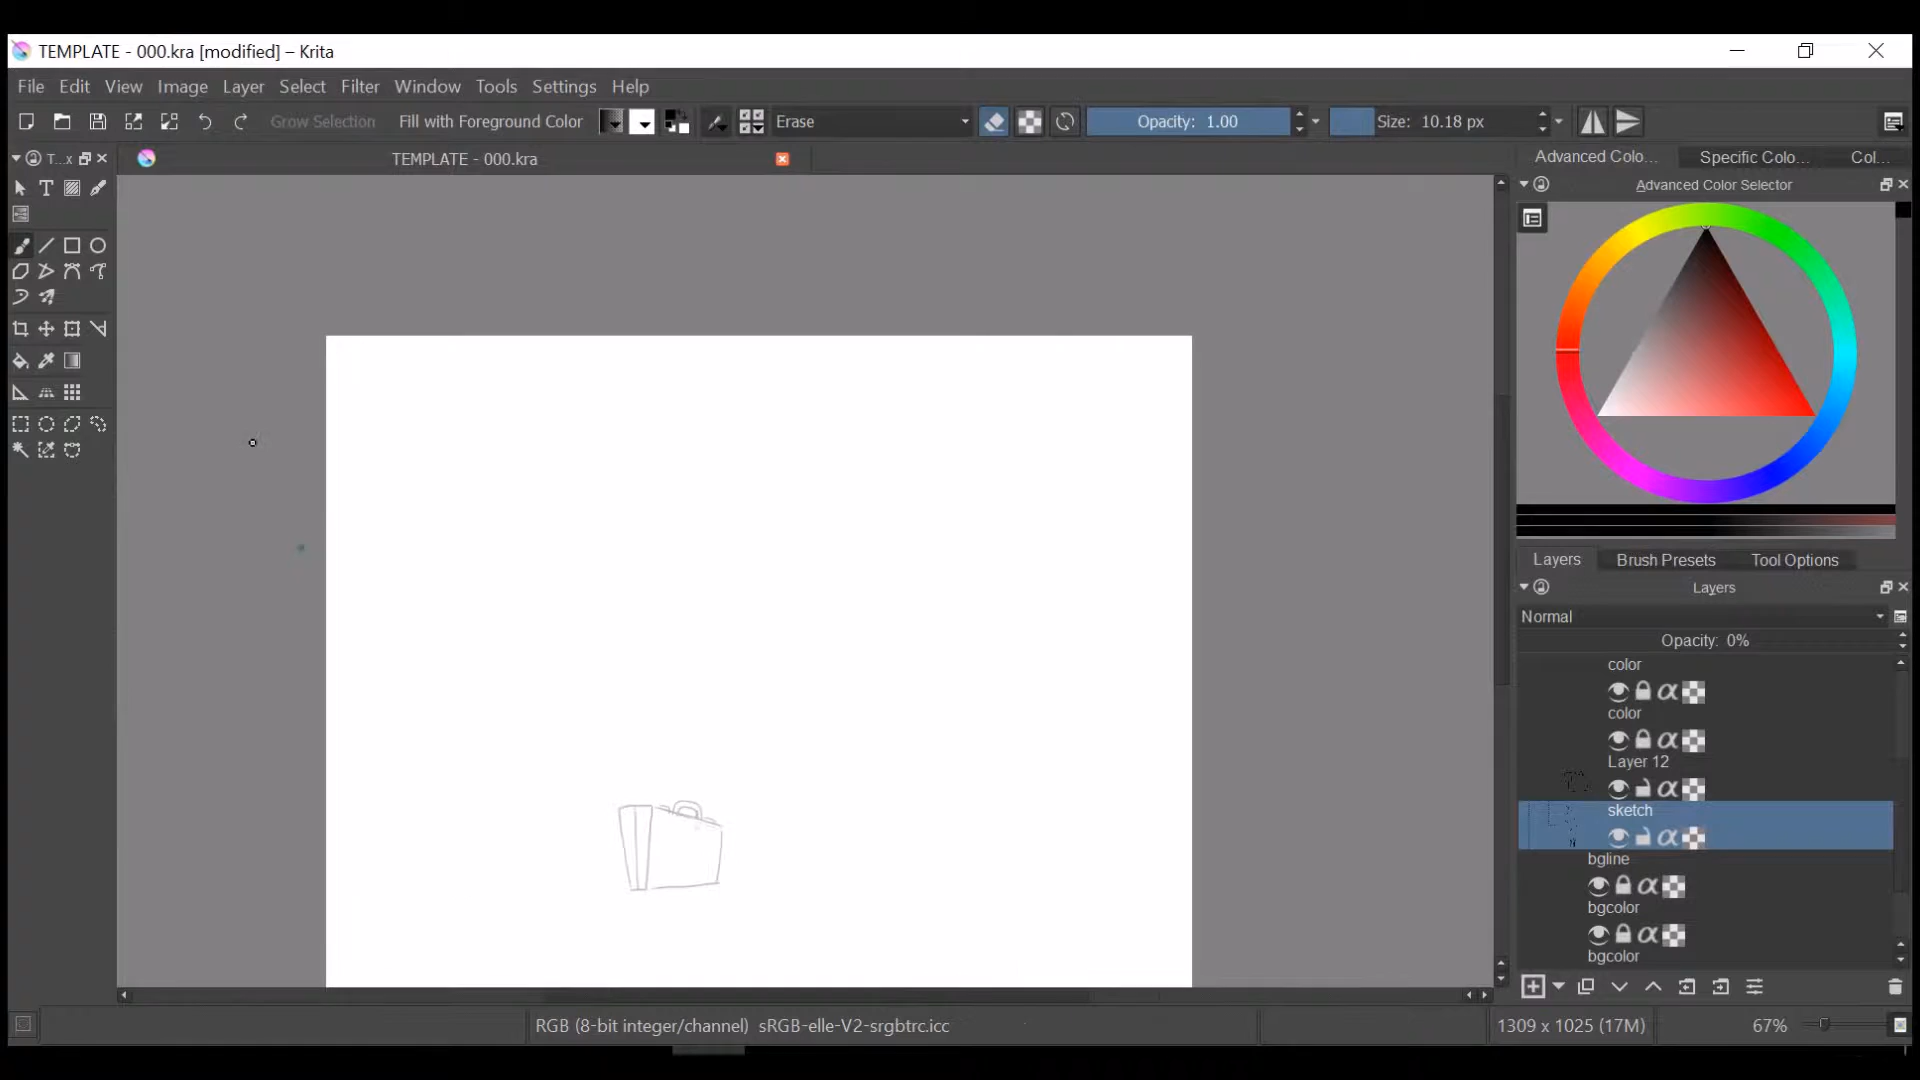 TEMPLATE - 000.kra [modified] – Krita
File Edit View Image Layer Select Filter Window Tools Settings Help
Grow Selection Fill with Foreground Color Erase Opacity: 1.00 Size: 10.18 px
T...x TEMPLATE - 000.kra Advanced Colo... Specific Colo... Col...
Advanced Color Selector
Layers Brush Presets Tool Options
Layers
Normal
Opacity: 0%
color
color
Layer 12
sketch
bgline
bgcolor
bgcolor
RGB (8-bit integer/channel) sRGB-elle-V2-srgbtrc.icc 1309 x 1025 (17M) 67%